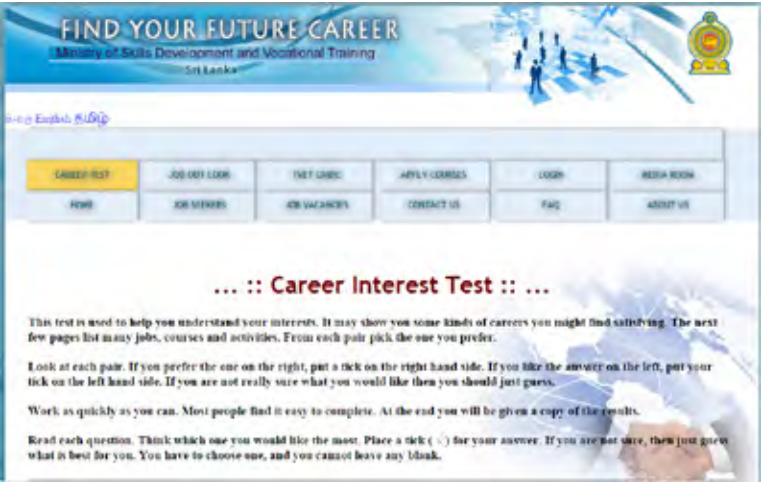 FIND YOUR FUTURE CAREER
Ministry of Skills Development and Vocational Training
Sri Lanka
English தமிழ்
CAREER TEST JOB OUT LOOK TVET GUIDE APPLY COURSES LOGIN MEDIA ROOM
HOME JOB SEEKERS JOB VACANCIES CONTACT US FAQ ABOUT US
... :: Career Interest Test :: ...
This test is used to help you understand your interests. It may show you some kinds of careers you might find satisfying. The next
few pages list many jobs, courses and activities. From each pair pick the one you prefer.
Look at each pair. If you prefer the one on the right, put a tick on the right hand side. If you like the answer on the left, put your
tick on the left hand side. If you are not really sure what you would like then you should just guess.
Work as quickly as you can. Most people find it easy to complete. At the end you will be given a copy of the results.
Read each question. Think which one you would like the most. Place a tick ( √ ) for your answer. If you are not sure, then just guess
what is best for you. You have to choose one, and you cannot leave any blank.